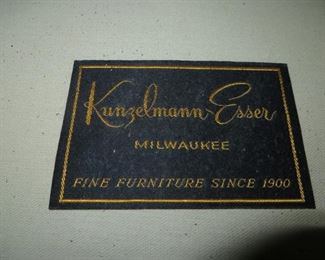 Kunzelmann-Esser
MILWAUKEE
FINE FURNITURE SINCE 1900